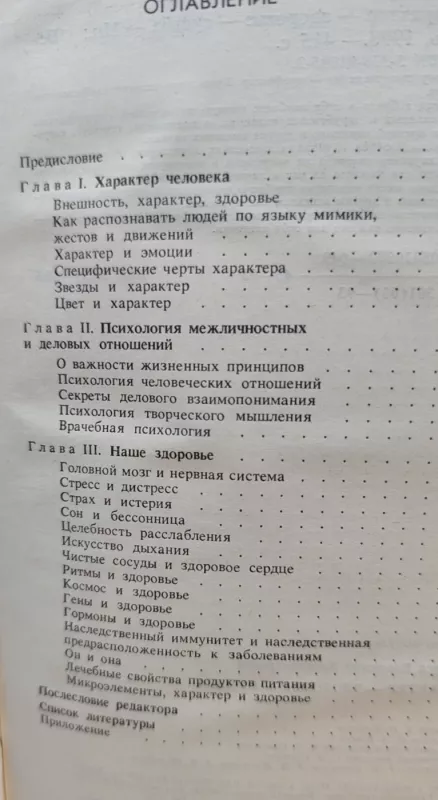 ОГЛАВЛЕНИЕ
Предисловие . . . . . . . . . .
Глава I. Характер человека
Внешность, характер, здоровье . . . .
Как распознавать людей по языку мимики,
жестов и движений . . . . . . .
Характер и эмоции . . . . . . .
Специфические черты характера . . . .
Звезды и характер . . . . . . .
Цвет и характер . . . . . . . .
Глава II. Психология межличностных
и деловых отношений . . . . . . .
О важности жизненных принципов . . . .
Психология человеческих отношений . . .
Секреты делового взаимопонимания . . .
Психология творческого мышления . . . .
Врачебная психология . . . . . . .
Глава III. Наше здоровье . . . . . .
Головной мозг и нервная система . . . .
Стресс и дистресс . . . . . . .
Страх и истерия . . . . . . . .
Сон и бессонница . . . . . . .
Целебность расслабления . . . . . .
Искусство дыхания . . . . . . .
Чистые сосуды и здоровое сердце . . . .
Ритмы и здоровье . . . . . . .
Космос и здоровье . . . . . . .
Гены и здоровье . . . . . . . .
Гормоны и здоровье . . . . . . .
Наследственный иммунитет и наследственная
предрасположенность к заболеваниям . . .
Он и она . . . . . . . . .
Лечебные свойства продуктов питания . . .
Микроэлементы, характер и здоровье . . .
Послесловие редактора . . . . . . .
Список литературы . . . . . . . .
Приложение . . . . . . . . . .